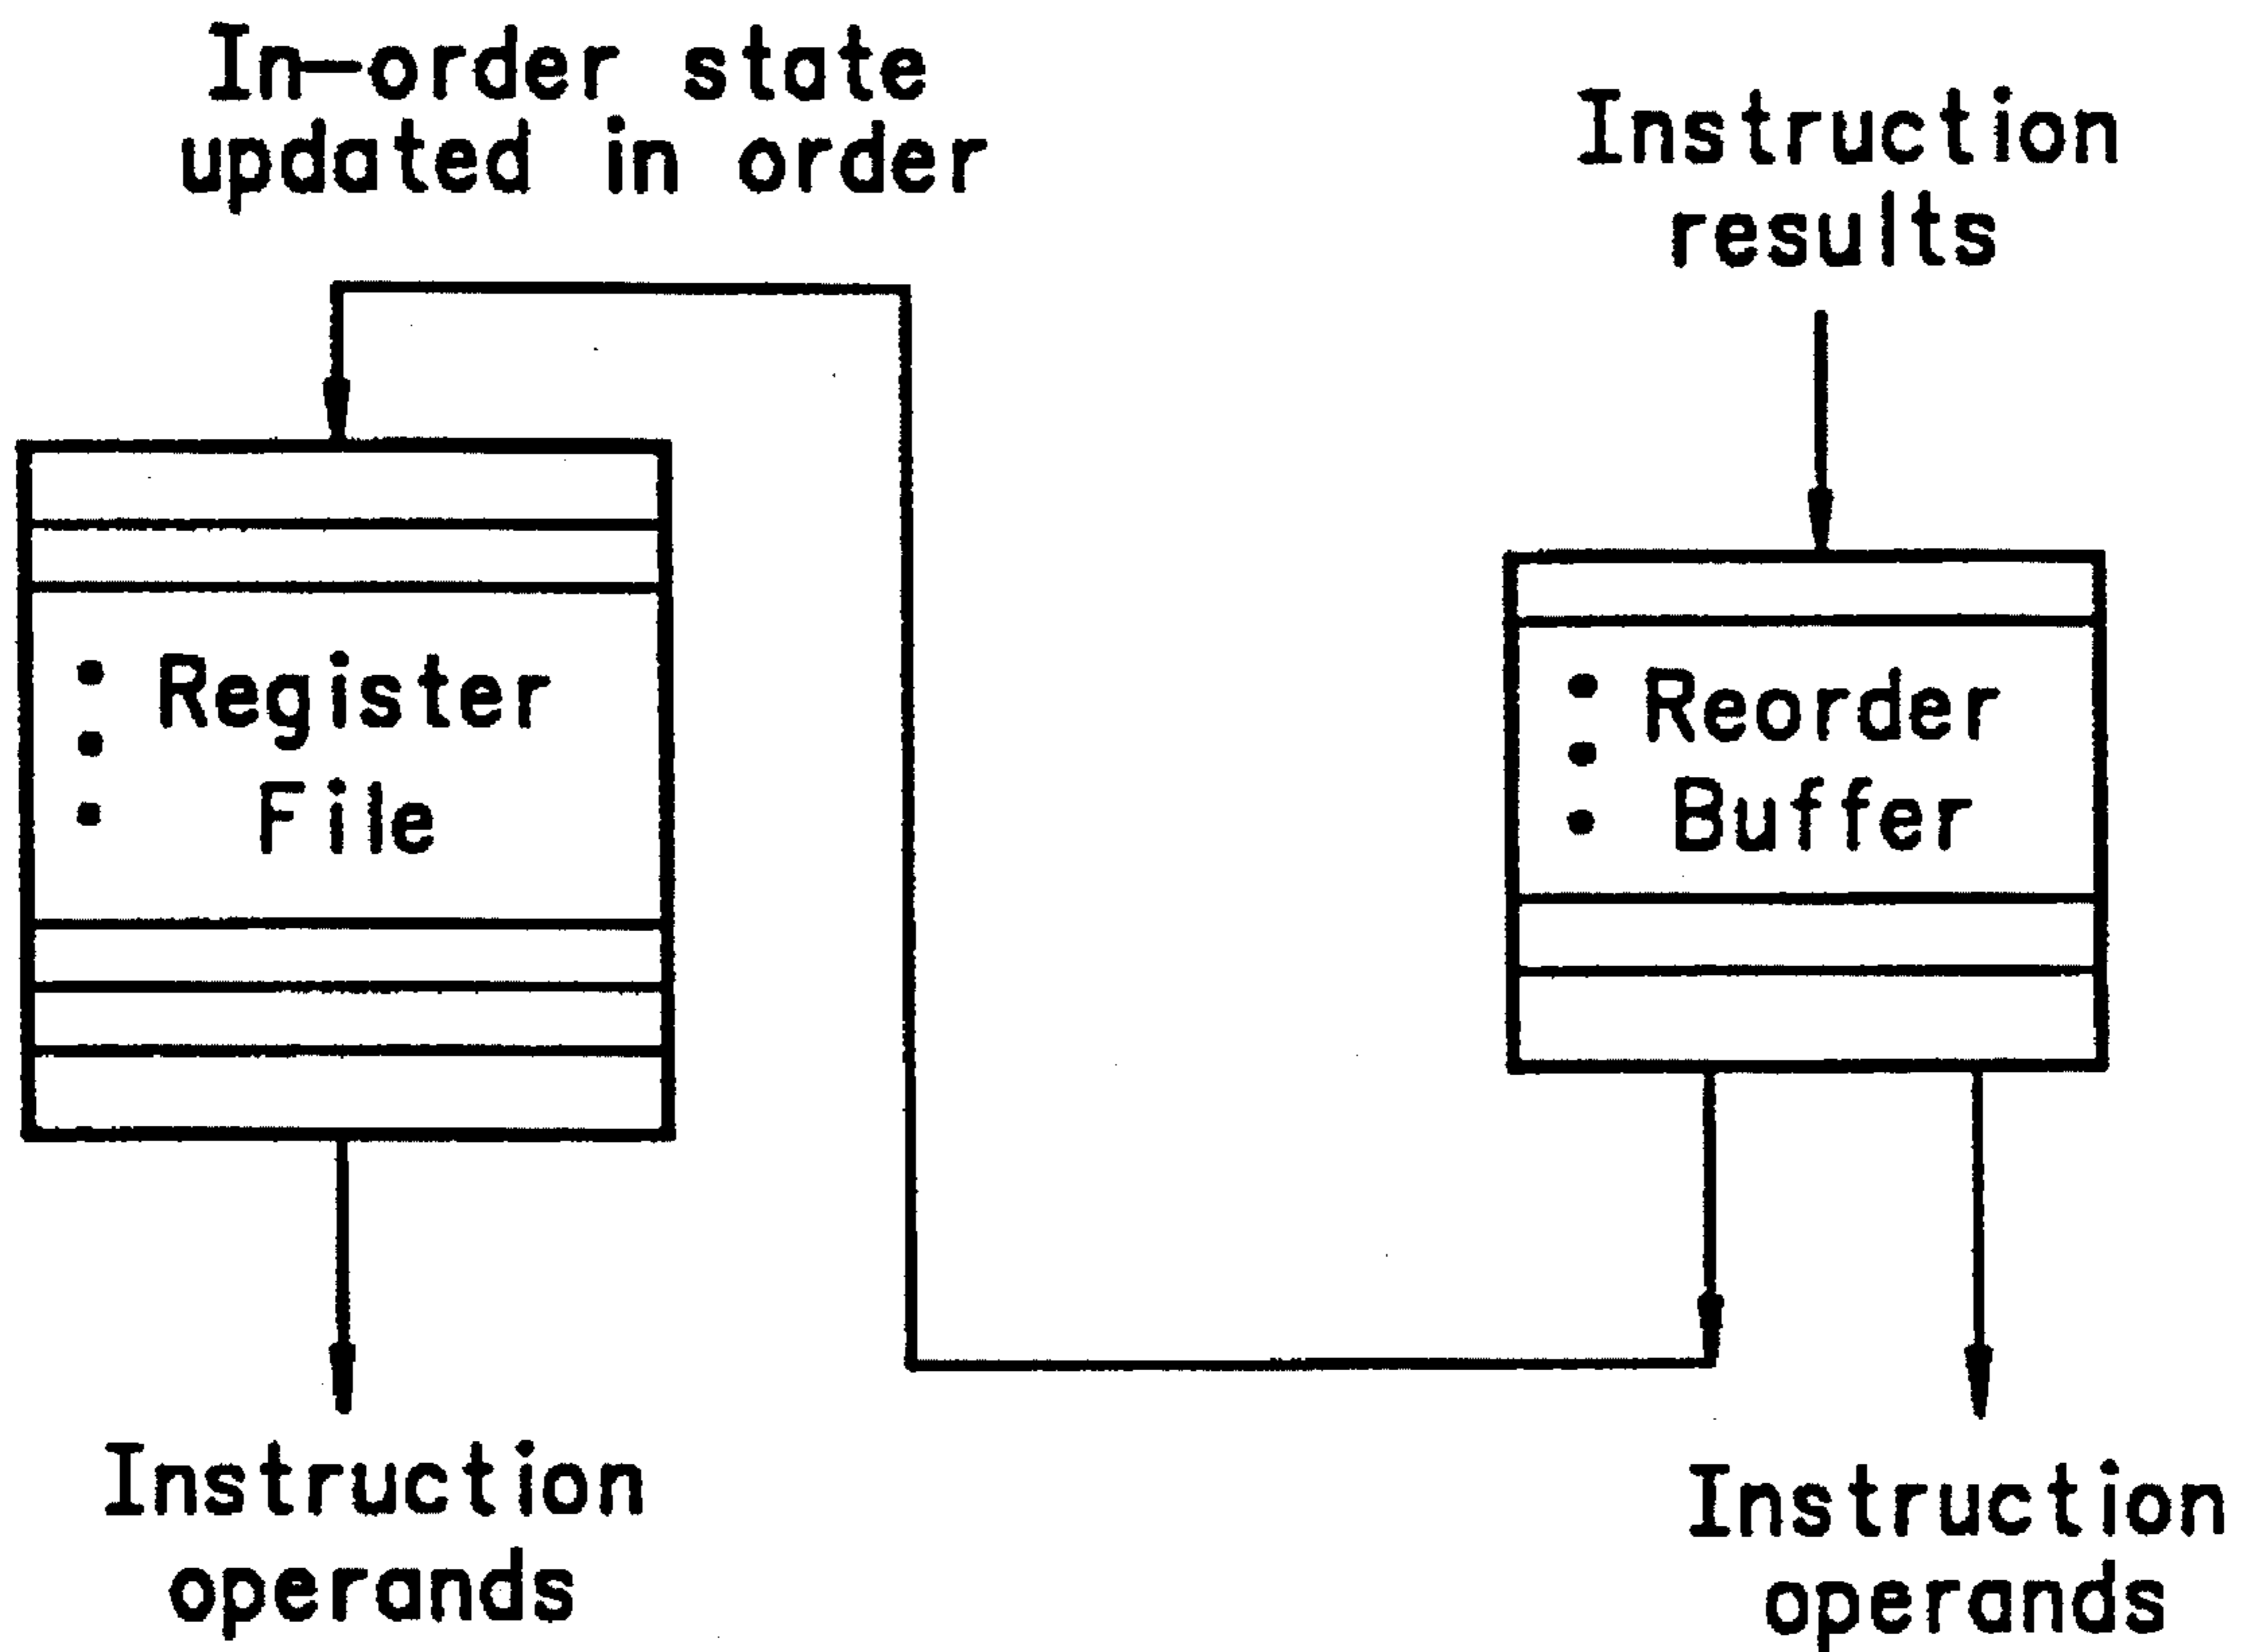 In-order state
updated in order
Instruction
results
Register
File
Reorder
Buffer
Instruction
operands
Instruction
operands